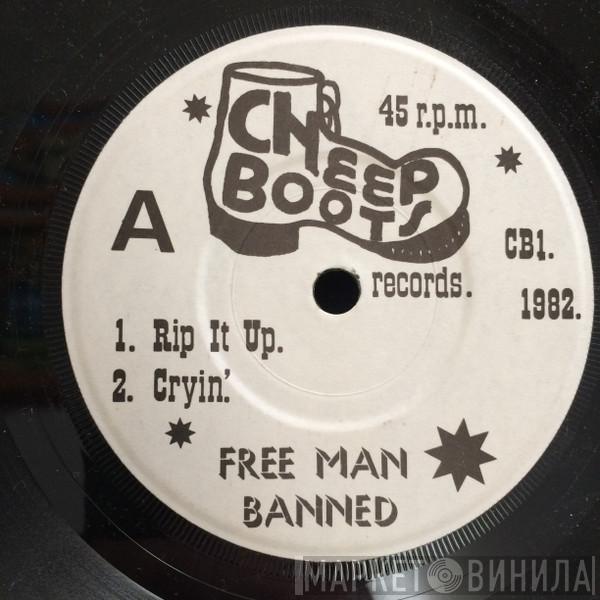 CHEEP
BOOTS
records.
45 r.p.m.
A
CB1.
1982.
1. Rip It Up.
2. Cryin'.
FREE MAN
BANNED
МАРКЕТ ВИНИЛА